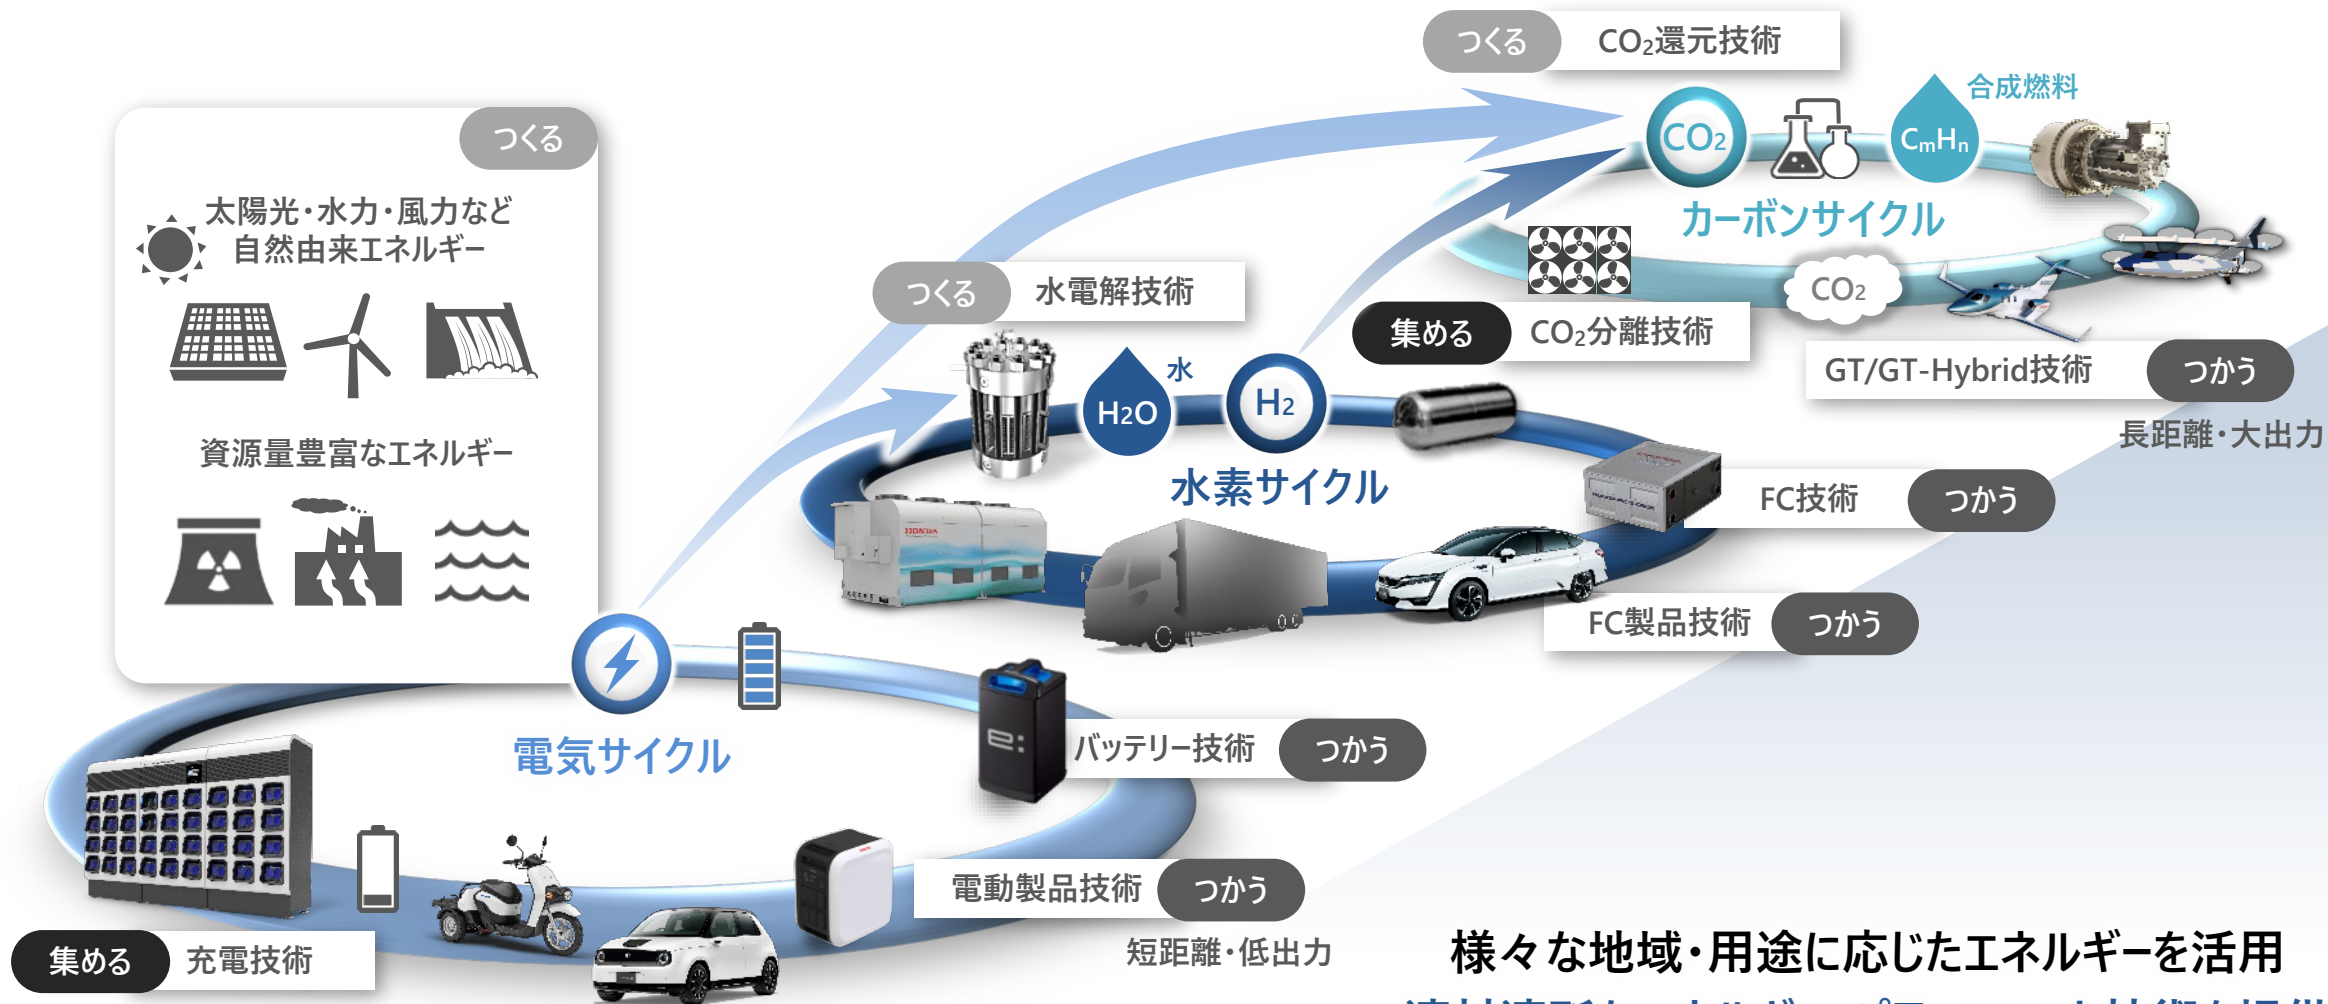 つくる
CO2還元技術
CO2
CmHn
合成燃料
カーボンサイクル
CO2
集める
CO2分離技術
GT/GT-Hybrid技術
つかう
長距離・大出力
つくる
太陽光・水力・風力など
自然由来エネルギー
資源量豊富なエネルギー
つくる
水電解技術
H2O
水
H2
水素サイクル
HONDA
FC技術
つかう
FC製品技術
つかう
電気サイクル
e:
バッテリー技術
つかう
電動製品技術
つかう
短距離・低出力
集める
充電技術
様々な地域・用途に応じたエネルギーを活用